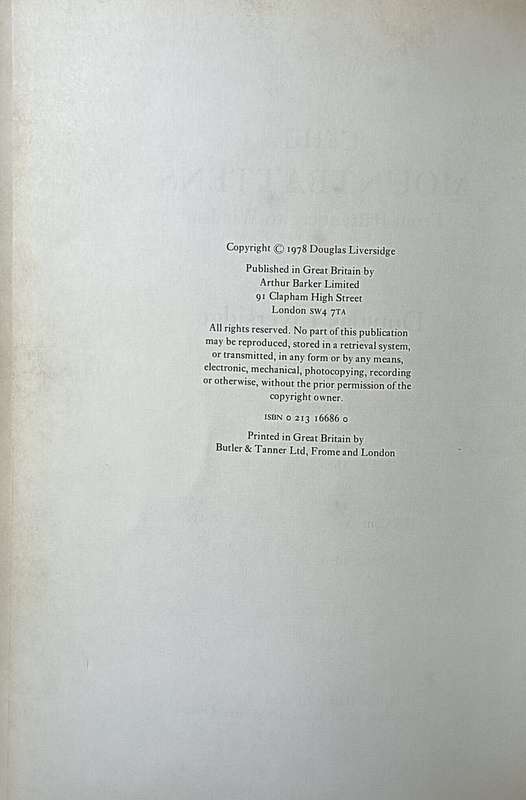 Copyright © 1978 Douglas Liversidge
Published in Great Britain by
Arthur Barker Limited
91 Clapham High Street
London SW4 7TA
All rights reserved. No part of this publication
may be reproduced, stored in a retrieval system,
or transmitted, in any form or by any means,
electronic, mechanical, photocopying, recording
or otherwise, without the prior permission of the
copyright owner.
ISBN 0 213 16686 0
Printed in Great Britain by
Butler & Tanner Ltd, Frome and London